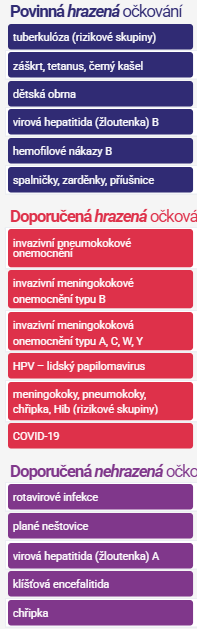 Povinná hrazená očkování
tuberkulóza (rizikové skupiny)
záškrt, tetanus, černý kašel
dětská obrna
virová hepatitida (žloutenka) B
hemofilové nákazy B
spalničky, zarděnky, příušnice
Doporučená hrazená očková
invazivní pneumokokové
onemocnění
invazivní meningokokové
onemocnění typu B
invazivní meningokoková
onemocnění typu A, C, W, Y
HPV – lidský papilomavirus
meningokoky, pneumokoky,
chřipka, Hib (rizikové skupiny)
COVID-19
Doporučená nehrazená očko
rotavirové infekce
plané neštovice
virová hepatitida (žloutenka) A
klíšťová encefalitida
chřipka